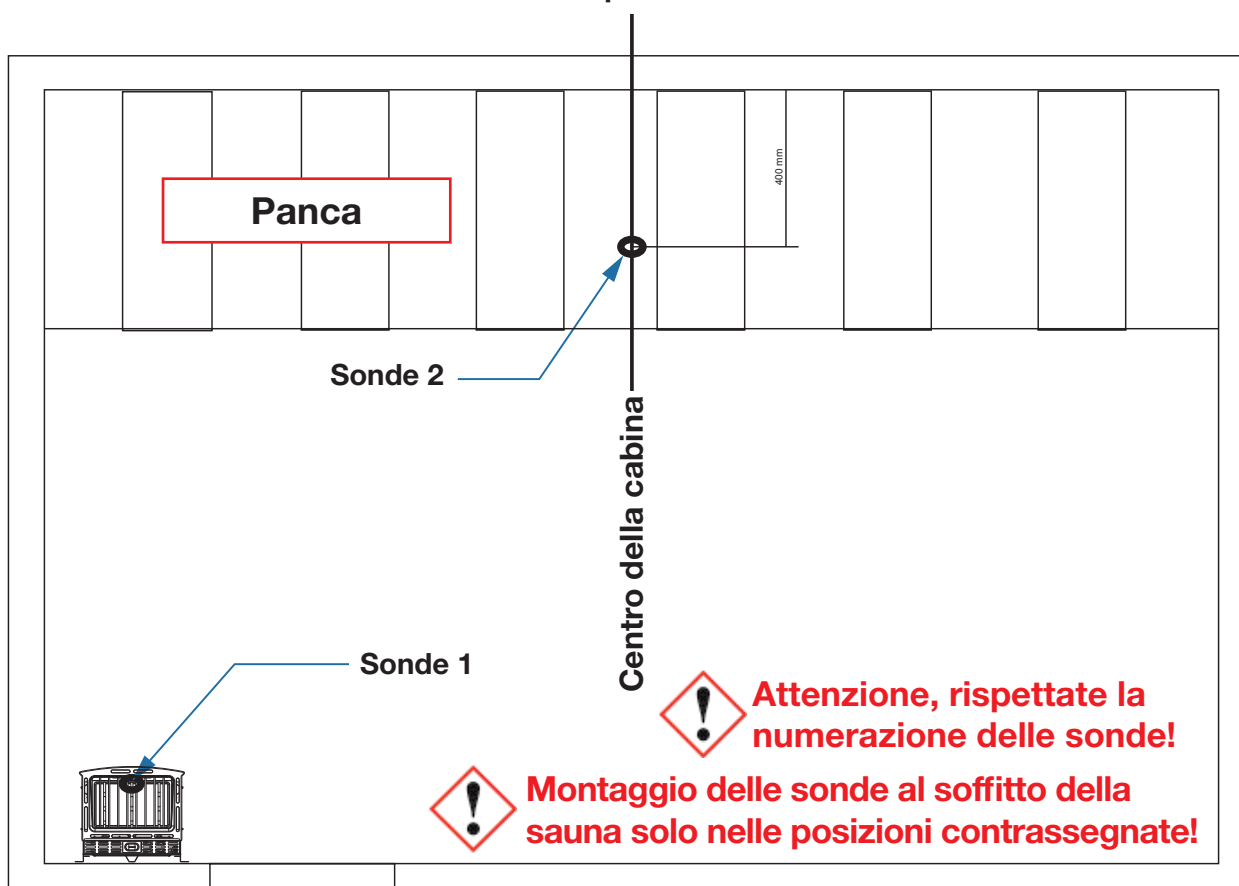 400 mm
Panca
Sonde 2
Centro della cabina
Sonde 1
Attenzione, rispettate la
numerazione delle sonde!
Montaggio delle sonde al soffitto della
sauna solo nelle posizioni contrassegnate!